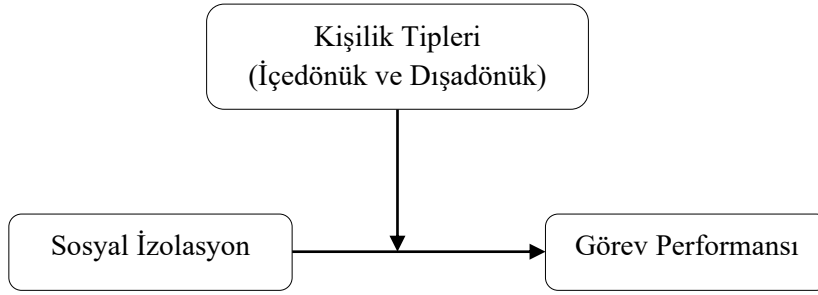 Kişilik Tipleri
(İçedönük ve Dışadönük)
Sosyal İzolasyon
Görev Performansı